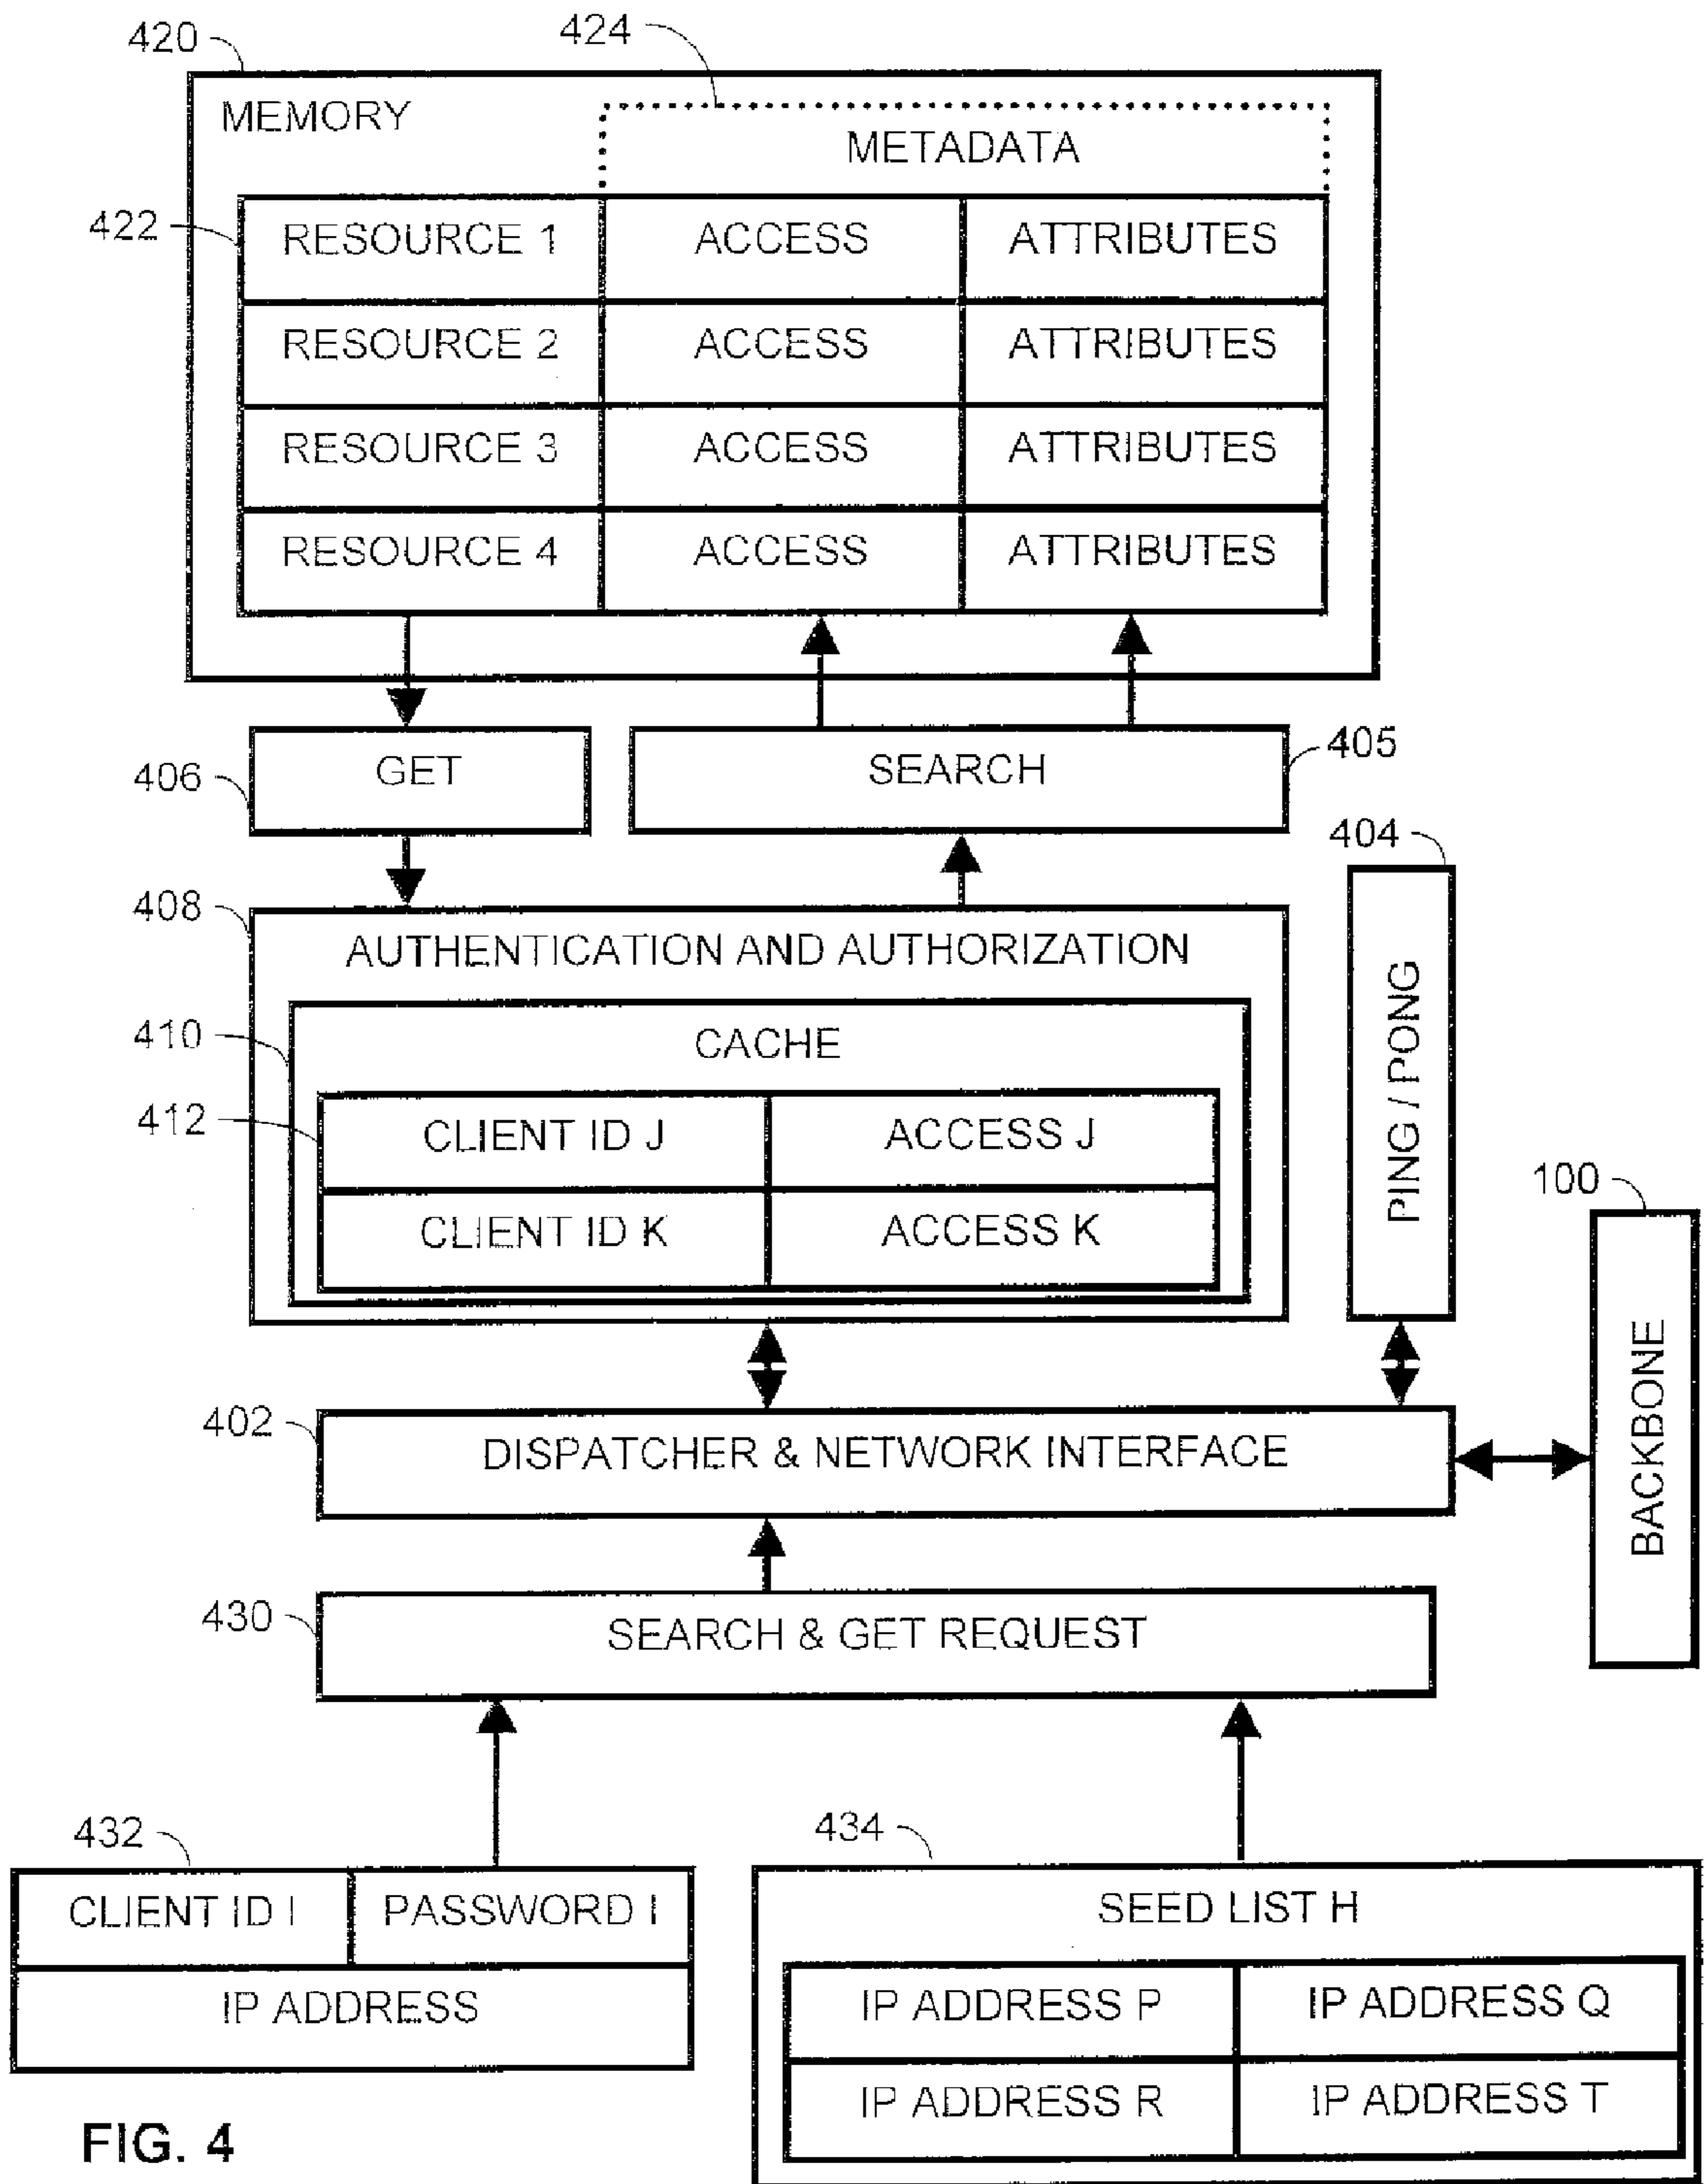 420
424
MEMORY
METADATA
422
RESOURCE 1 ACCESS ATTRIBUTES
RESOURCE 2 ACCESS ATTRIBUTES
RESOURCE 3 ACCESS ATTRIBUTES
RESOURCE 4 ACCESS ATTRIBUTES
406
GET
SEARCH
405
404
408
AUTHENTICATION AND AUTHORIZATION
PING / PONG
410
CACHE
412
CLIENT ID J ACCESS J
CLIENT ID K ACCESS K
100
BACKBONE
402
DISPATCHER & NETWORK INTERFACE
430
SEARCH & GET REQUEST
432
CLIENT ID I PASSWORD I
IP ADDRESS
434
SEED LIST H
IP ADDRESS P IP ADDRESS Q
IP ADDRESS R IP ADDRESS T
FIG. 4